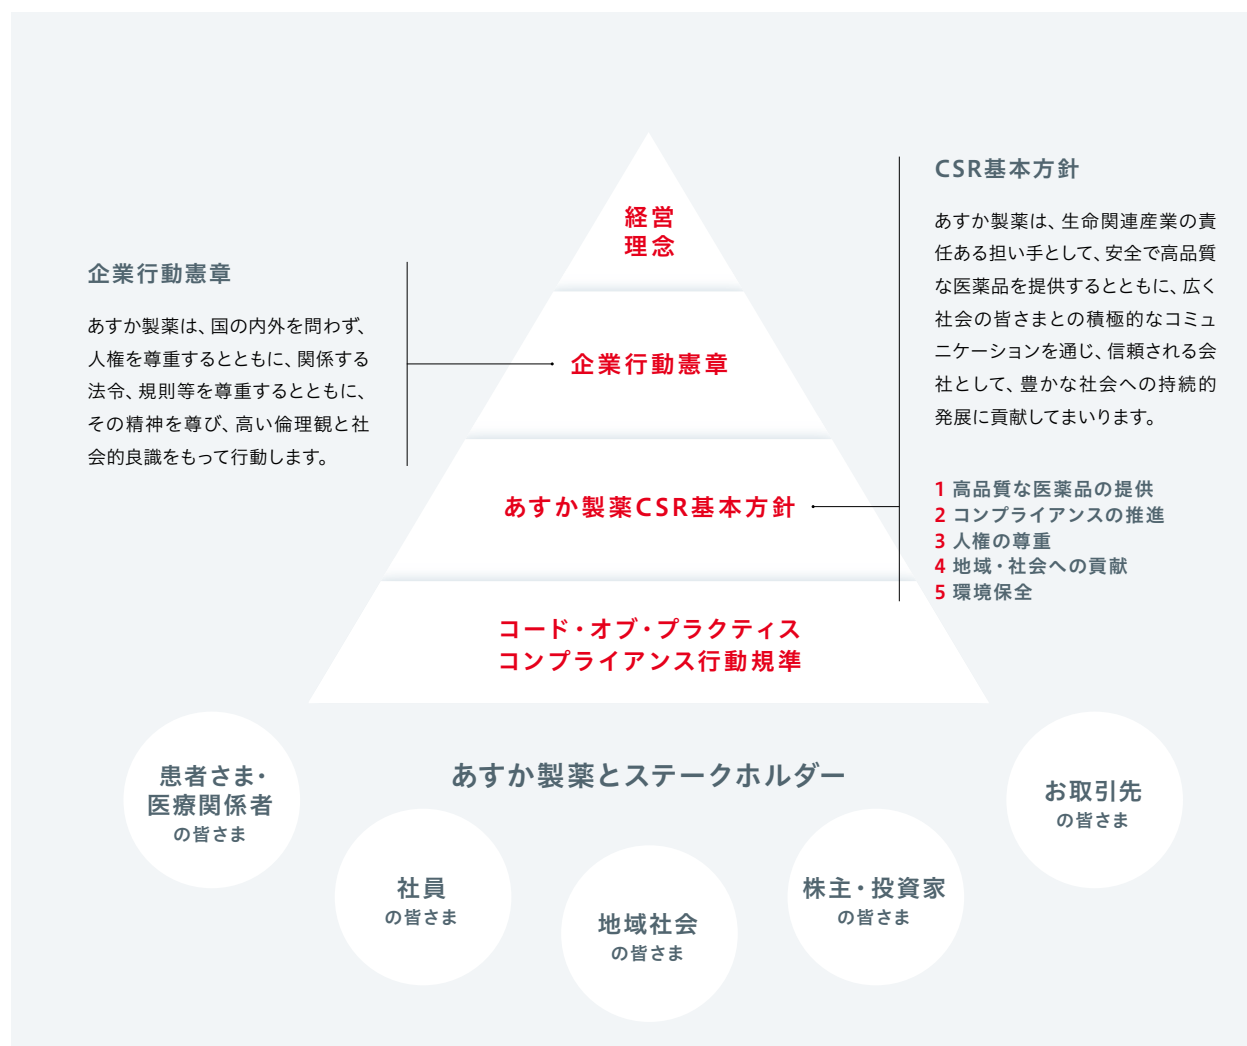 経営
理念
企業行動憲章
あすか製薬CSR基本方針
コード・オブ・プラクティス
コンプライアンス行動規準
企業行動憲章
あすか製薬は、国の内外を問わず、
人権を尊重するとともに、関係する
法令、規則等を尊重するとともに、
その精神を尊び、高い倫理観と社
会的良識をもって行動します。
CSR基本方針
あすか製薬は、生命関連産業の責
任ある担い手として、安全で高品質
な医薬品を提供するとともに、広く
社会の皆さまとの積極的なコミュ
ニケーションを通じ、信頼される会
社として、豊かな社会への持続的
発展に貢献してまいります。
1 高品質な医薬品の提供
2 コンプライアンスの推進
3 人権の尊重
4 地域・社会への貢献
5 環境保全
あすか製薬とステークホルダー
患者さま・
医療関係者
の皆さま
社員
の皆さま
地域社会
の皆さま
株主・投資家
の皆さま
お取引先
の皆さま